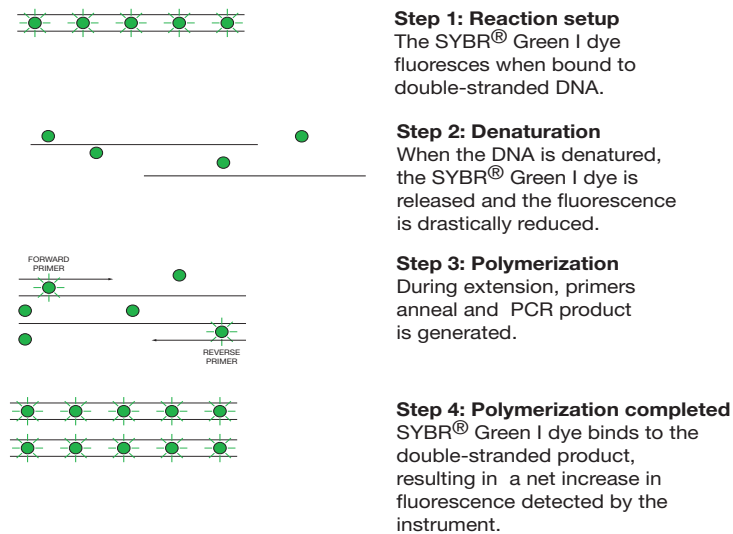 Step 1: Reaction setup
The SYBR® Green I dye
fluoresces when bound to
double-stranded DNA.
Step 2: Denaturation
When the DNA is denatured,
the SYBR® Green I dye is
released and the fluorescence
is drastically reduced.
FORWARD
PRIMER
Step 3: Polymerization
During extension, primers
anneal and PCR product
is generated.
REVERSE
PRIMER
Step 4: Polymerization completed
SYBR® Green I dye binds to the
double-stranded product,
resulting in a net increase in
fluorescence detected by the
instrument.